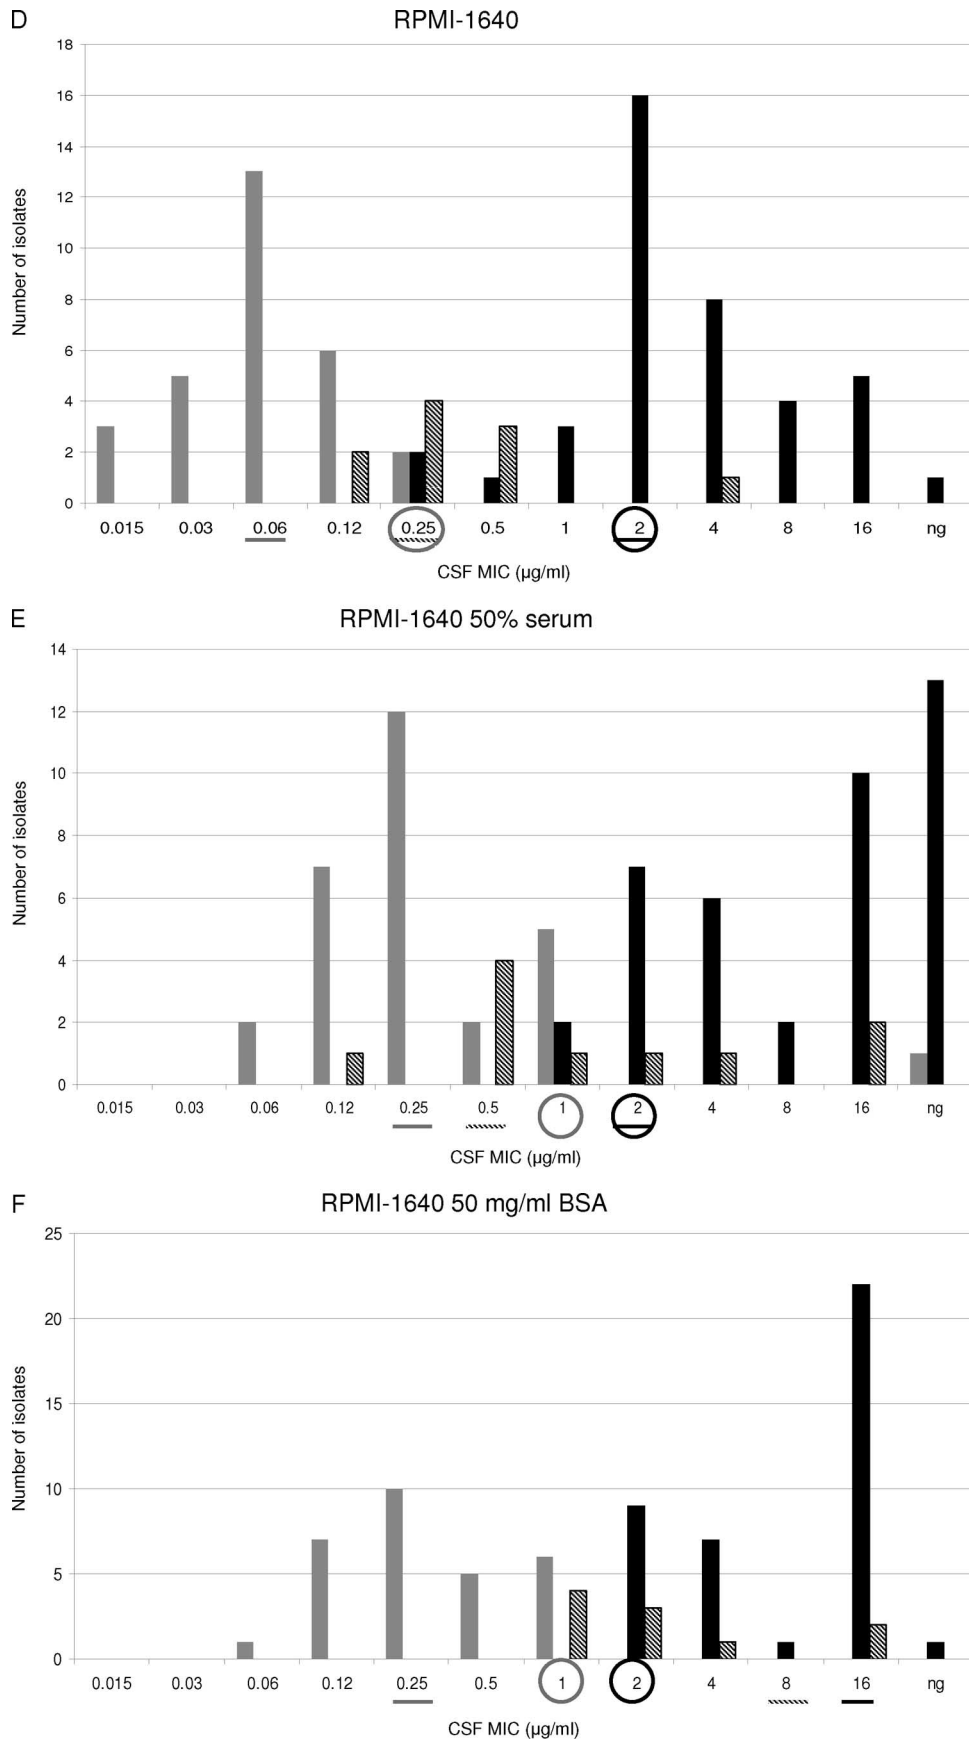 D
RPMI-1640
18
16
14
12
10
8
6
4
2
0
Number of isolates
0.015 0.03 0.06 0.12 0.25 0.5 1 2 4 8 16 ng
CSF MIC (µg/ml)
E
RPMI-1640 50% serum
14
12
10
8
6
4
2
0
Number of isolates
0.015 0.03 0.06 0.12 0.25 0.5 1 2 4 8 16 ng
CSF MIC (µg/ml)
F
RPMI-1640 50 mg/ml BSA
25
20
15
10
5
0
Number of isolates
0.015 0.03 0.06 0.12 0.25 0.5 1 2 4 8 16 ng
CSF MIC (µg/ml)